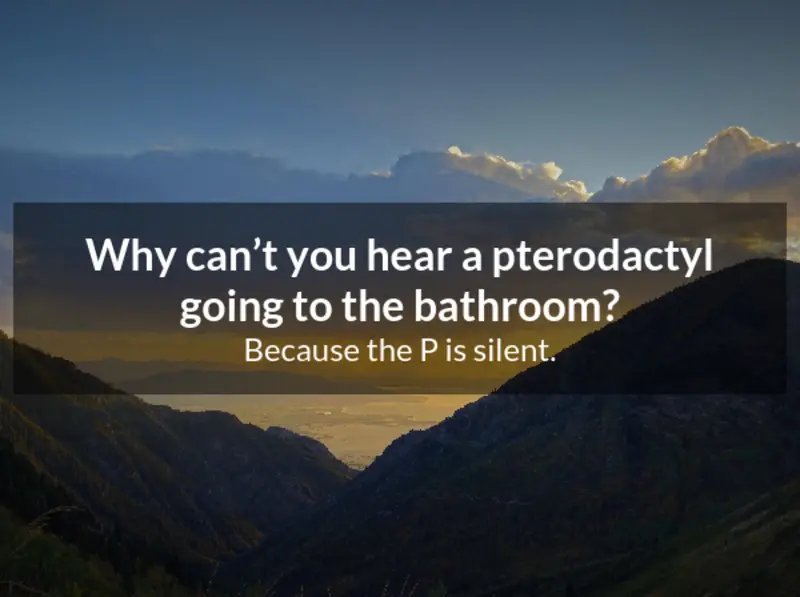 Why can’t you hear a pterodactyl
going to the bathroom?
Because the P is silent.